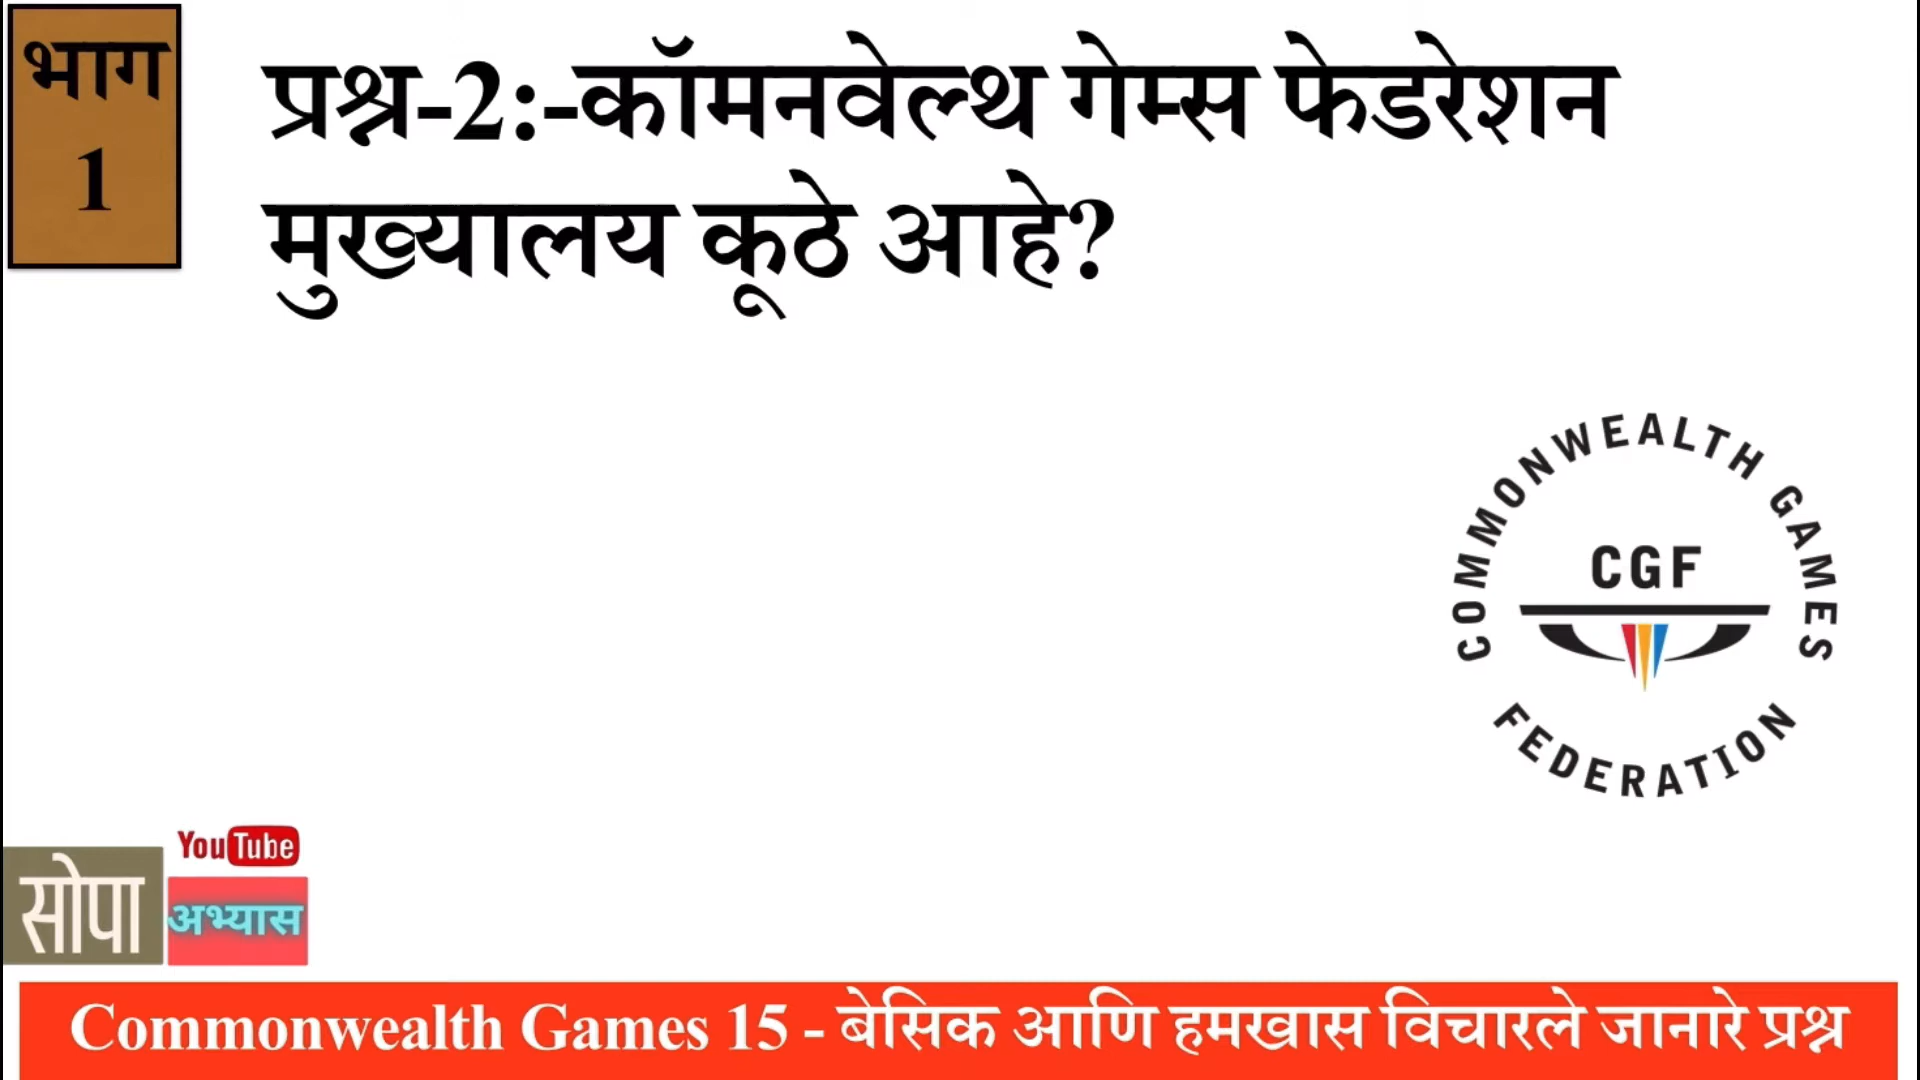 भाग
1
प्रश्न-2:-कॉमनवेल्थ गेम्स फेडरेशन
मुख्यालय कूठे आहे?
COMMONWEALTH GAMES
CGF
FEDERATION
YouTube
सोपा
अभ्यास
Commonwealth Games 15 - बेसिक आणि हमखास विचारले जानारे प्रश्न